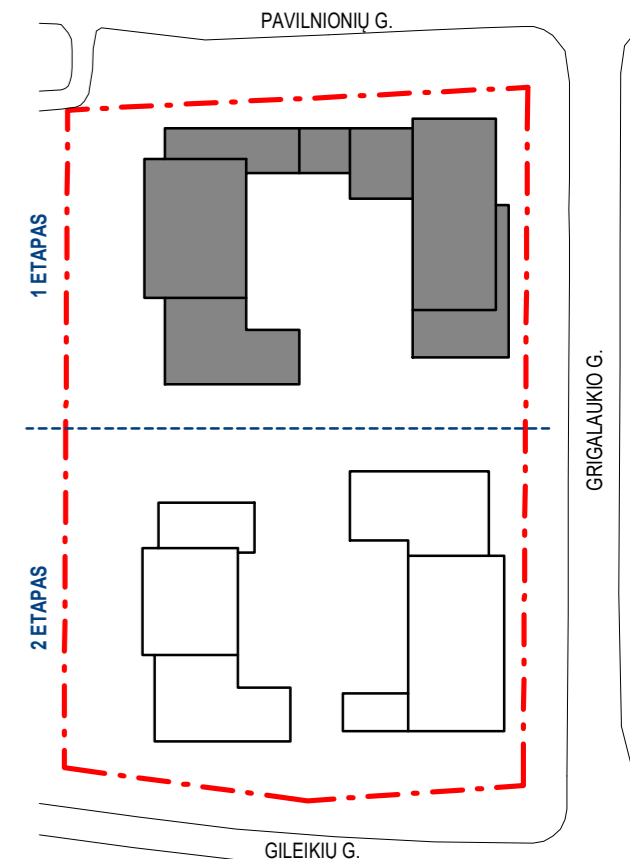 PAVILNIONIŲ G.
1 ETAPAS
GRIGALAUKIO G.
2 ETAPAS
GILEIKIŲ G.